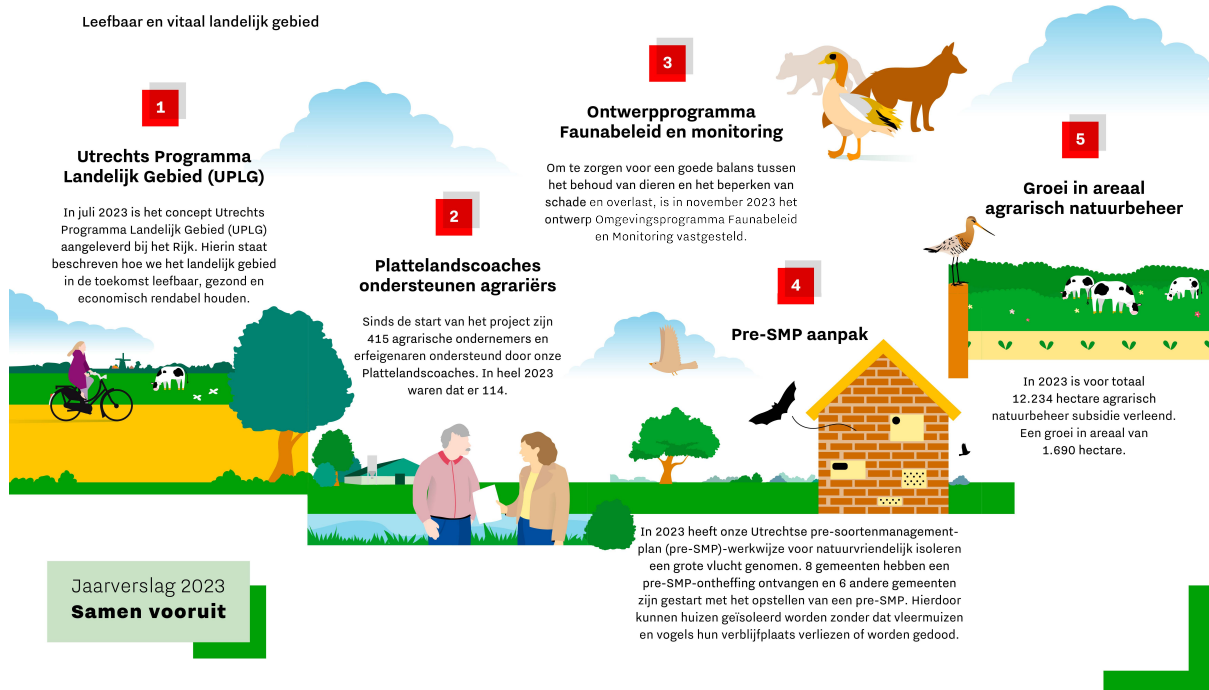 Leefbaar en vitaal landelijk gebied
1
Utrechts Programma
Landelijk Gebied (UPLG)
In juli 2023 is het concept Utrechts
Programma Landelijk Gebied (UPLG)
aangeleverd bij het Rijk. Hierin staat
beschreven hoe we het landelijk gebied
in de toekomst leefbaar, gezond en
economisch rendabel houden.
2
Plattelandscoaches
ondersteunen agrariërs
Sinds de start van het project zijn
415 agrarische ondernemers en
erfeigenaren ondersteund door onze
Plattelandscoaches. In heel 2023
waren dat er 114.
3
Ontwerpprogramma
Faunabeleid en monitoring
Om te zorgen voor een goede balans tussen
het behoud van dieren en het beperken van
schade en overlast, is in november 2023 het
ontwerp Omgevingsprogramma Faunabeleid
en Monitoring vastgesteld.
4
Pre-SMP aanpak
In 2023 heeft onze Utrechtse pre-soortenmanagement-
plan (pre-SMP)-werkwijze voor natuurvriendelijk isoleren
een grote vlucht genomen. 8 gemeenten hebben een
pre-SMP-ontheffing ontvangen en 6 andere gemeenten
zijn gestart met het opstellen van een pre-SMP. Hierdoor
kunnen huizen geïsoleerd worden zonder dat vleermuizen
en vogels hun verblijfplaats verliezen of worden gedood.
5
Groei in areaal
agrarisch natuurbeheer
In 2023 is voor totaal
12.234 hectare agrarisch
natuurbeheer subsidie verleend.
Een groei in areaal van
1.690 hectare.
Jaarverslag 2023
Samen vooruit